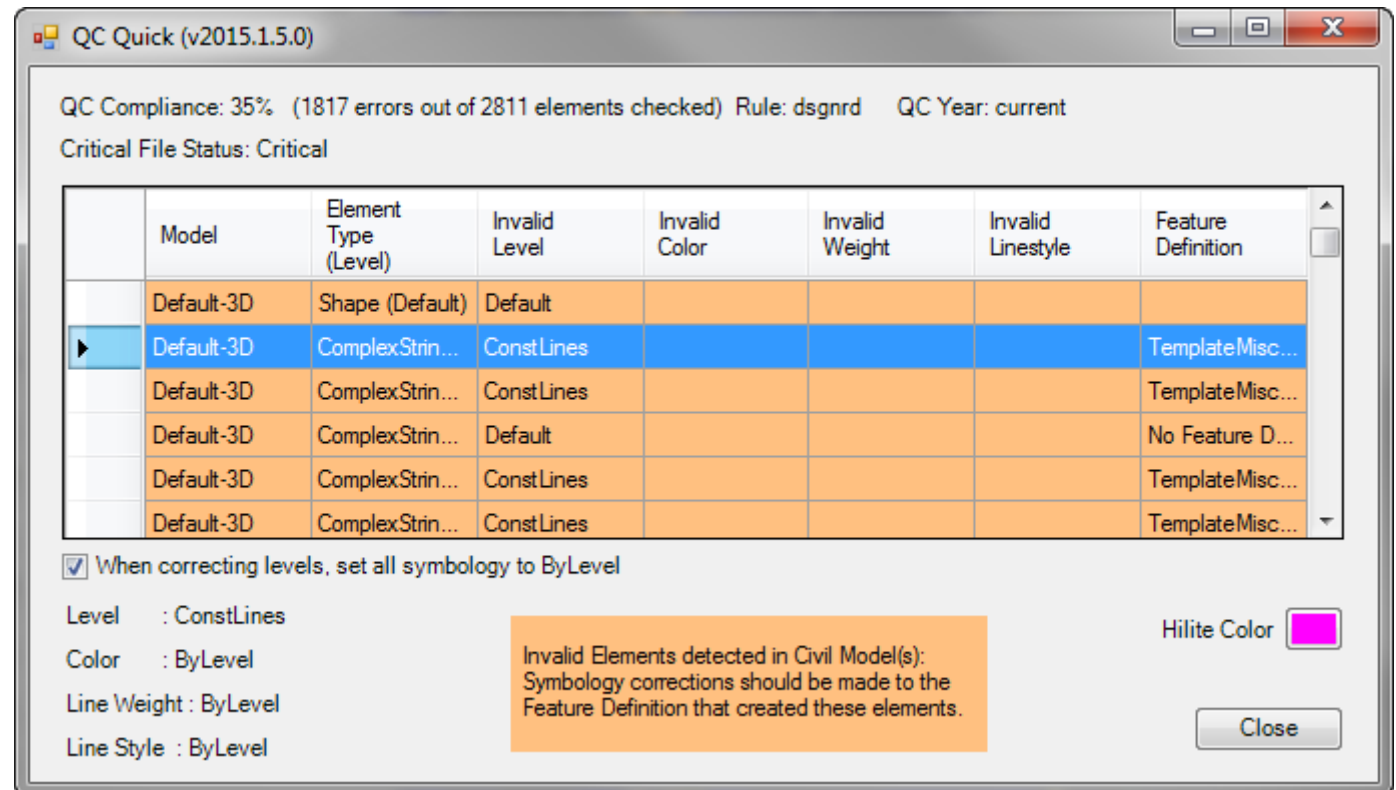 QC Quick (v2015.1.5.0)
QC Compliance: 35% (1817 errors out of 2811 elements checked) Rule: dsgnrd QC Year: current
Critical File Status: Critical
Model Element Type (Level) Invalid Level Invalid Color Invalid Weight Invalid Linestyle Feature Definition
Default-3D Shape (Default) Default
Default-3D ComplexStrin... ConstLines TemplateMisc...
Default-3D ComplexStrin... ConstLines TemplateMisc...
Default-3D ComplexStrin... Default No Feature D...
Default-3D ComplexStrin... ConstLines TemplateMisc...
Default-3D ComplexStrin... ConstLines TemplateMisc...
When correcting levels, set all symbology to ByLevel
Level : ConstLines
Color : ByLevel
Line Weight : ByLevel
Line Style : ByLevel
Invalid Elements detected in Civil Model(s):
Symbology corrections should be made to the
Feature Definition that created these elements.
Hilite Color
Close